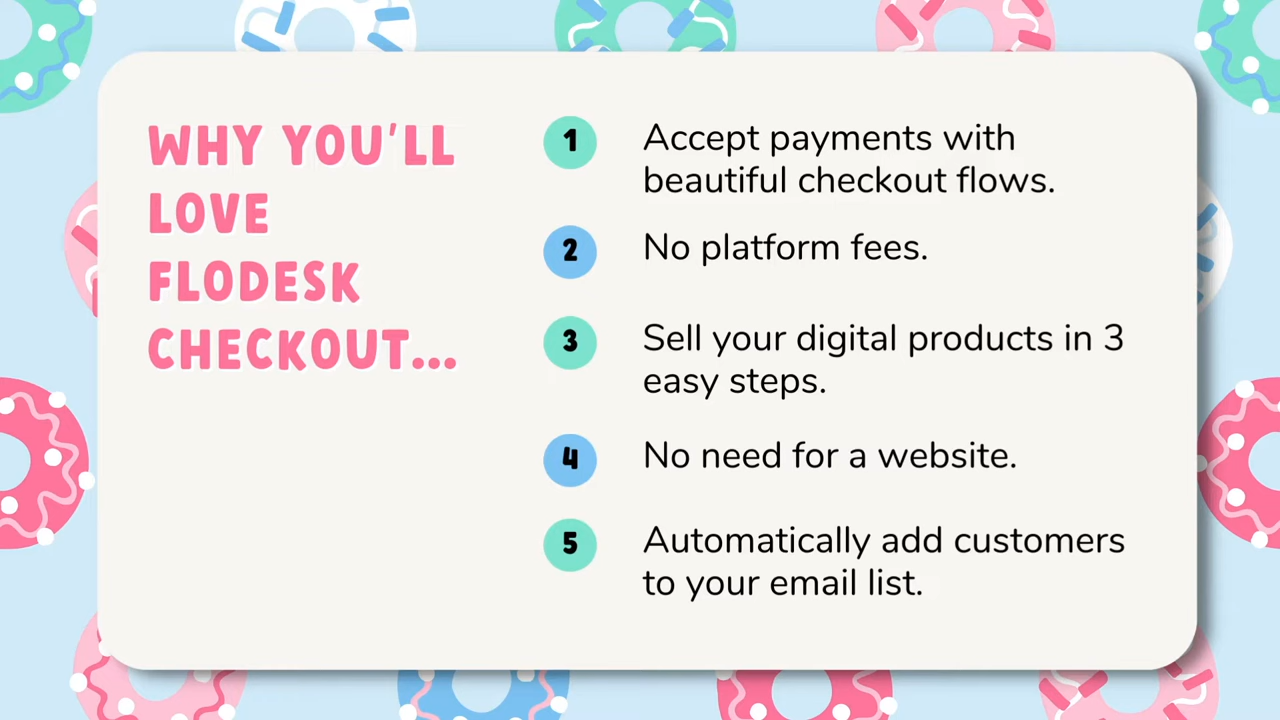 WHY YOU'LL
LOVE
FLODESK
CHECKOUT...
1 Accept payments with
beautiful checkout flows.
2 No platform fees.
3 Sell your digital products in 3
easy steps.
4 No need for a website.
5 Automatically add customers
to your email list.